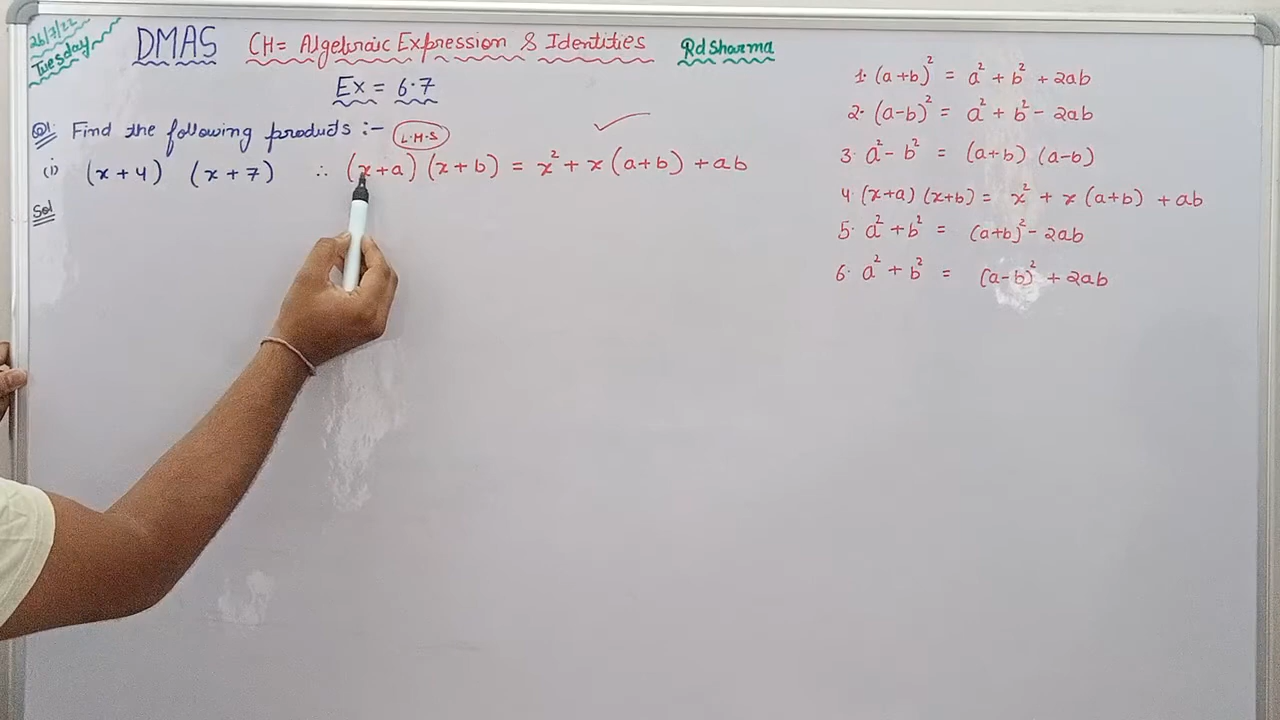 26/7/22
Tuesday
DMAS CH= Algebraic Expression & Identities Rd Sharma
Ex = 6.7
Q1. Find the following products :-
L.M.S
(i) (x+4) (x+7) ∴ (x+a) (x+b) = x² + x(a+b) + ab
Sol
1. (a+b)² = a² + b² + 2ab
2. (a-b)² = a² + b² - 2ab
3. a² - b² = (a+b) (a-b)
4. (x+a) (x+b) = x² + x(a+b) + ab
5. a² + b² = (a+b)² - 2ab
6. a² + b² = (a-b)² + 2ab